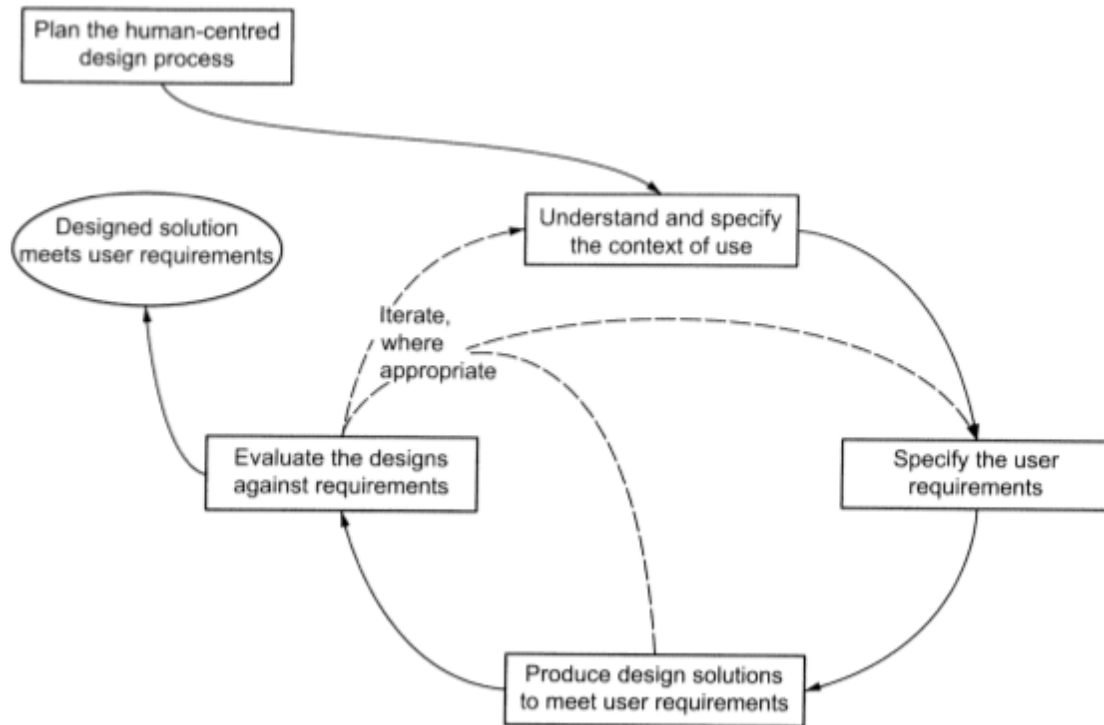 Plan the human-centred
design process
Designed solution
meets user requirements
Understand and specify
the context of use
Iterate,
where
appropriate
Evaluate the designs
against requirements
Specify the user
requirements
Produce design solutions
to meet user requirements